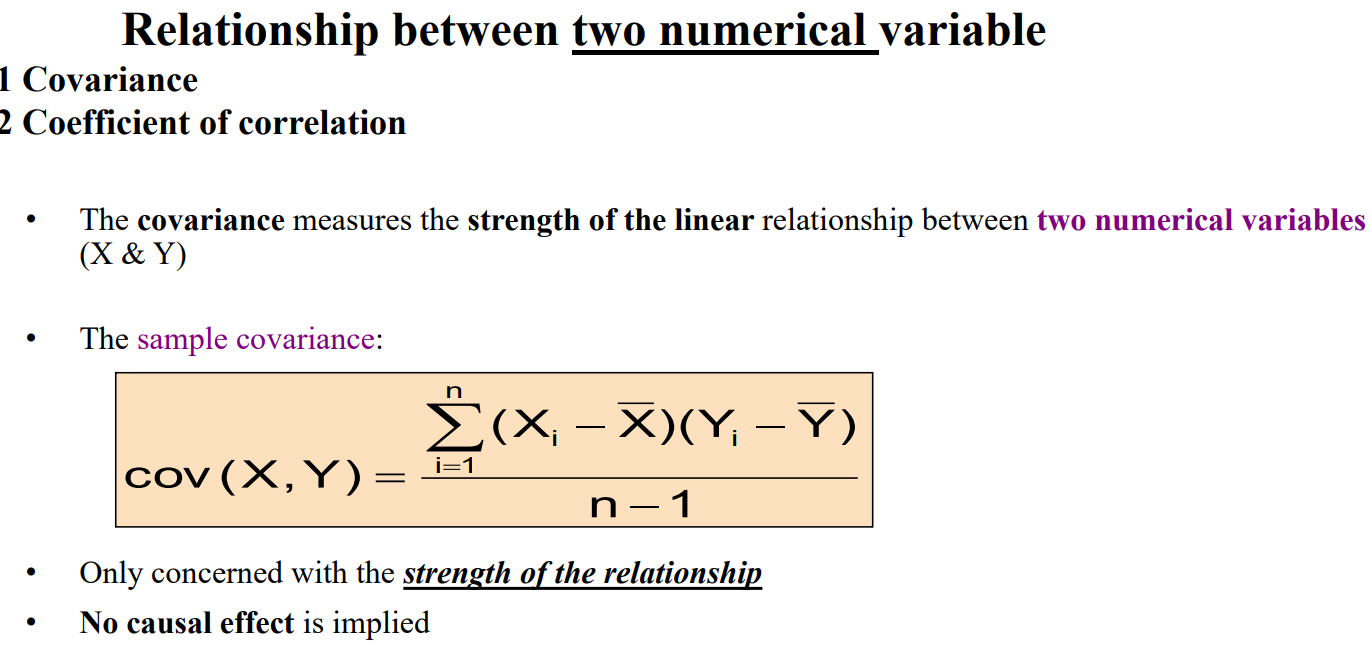 Relationship between two numerical variable
1 Covariance
2 Coefficient of correlation
• The covariance measures the strength of the linear relationship between two numerical variables
(X & Y)
• The sample covariance:
n
∑(Xᵢ − X̅)(Yᵢ − Y̅)
i=1
cov(X,Y) =
n − 1
• Only concerned with the strength of the relationship
• No causal effect is implied